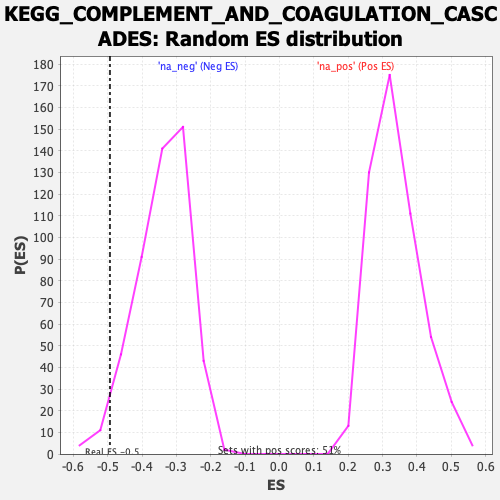 KEGG_COMPLEMENT_AND_COAGULATION_CASC
ADES: Random ES distribution
'na_neg' (Neg ES)
'na_pos' (Pos ES)
180
170
160
150
140
130
120
110
100
90
80
70
60
50
40
30
20
10
0
P(ES)
Real ES -0.5
Sets with pos scores: 51%
-0.6 -0.5 -0.4 -0.3 -0.2 -0.1 0.0 0.1 0.2 0.3 0.4 0.5 0.6
ES